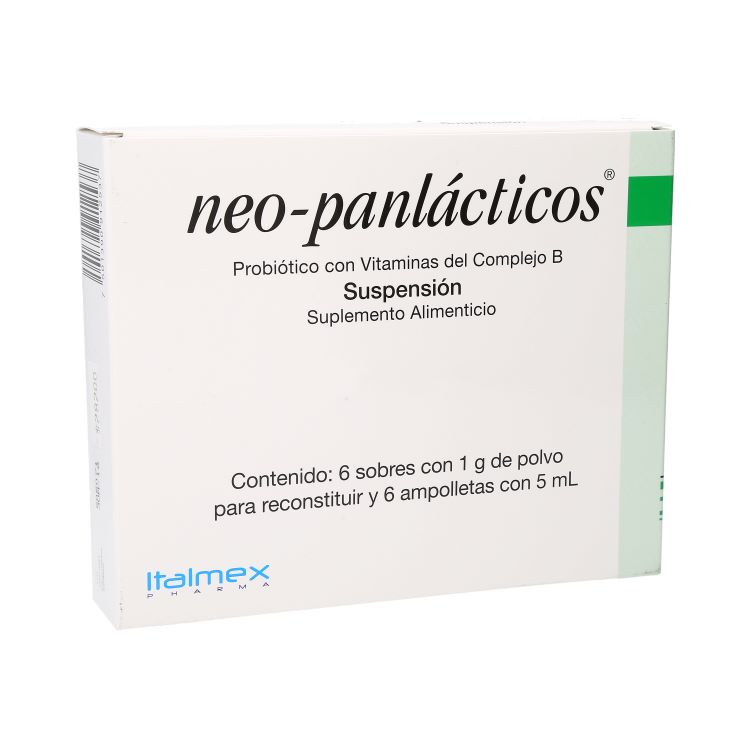 neo-panlácticos®
Probiótico con Vitaminas del Complejo B
Suspensión
Suplemento Alimenticio
Contenido: 6 sobres con 1 g de polvo
para reconstituir y 6 ampolletas con 5 mL
Italmex
PHARMA
Suspensión